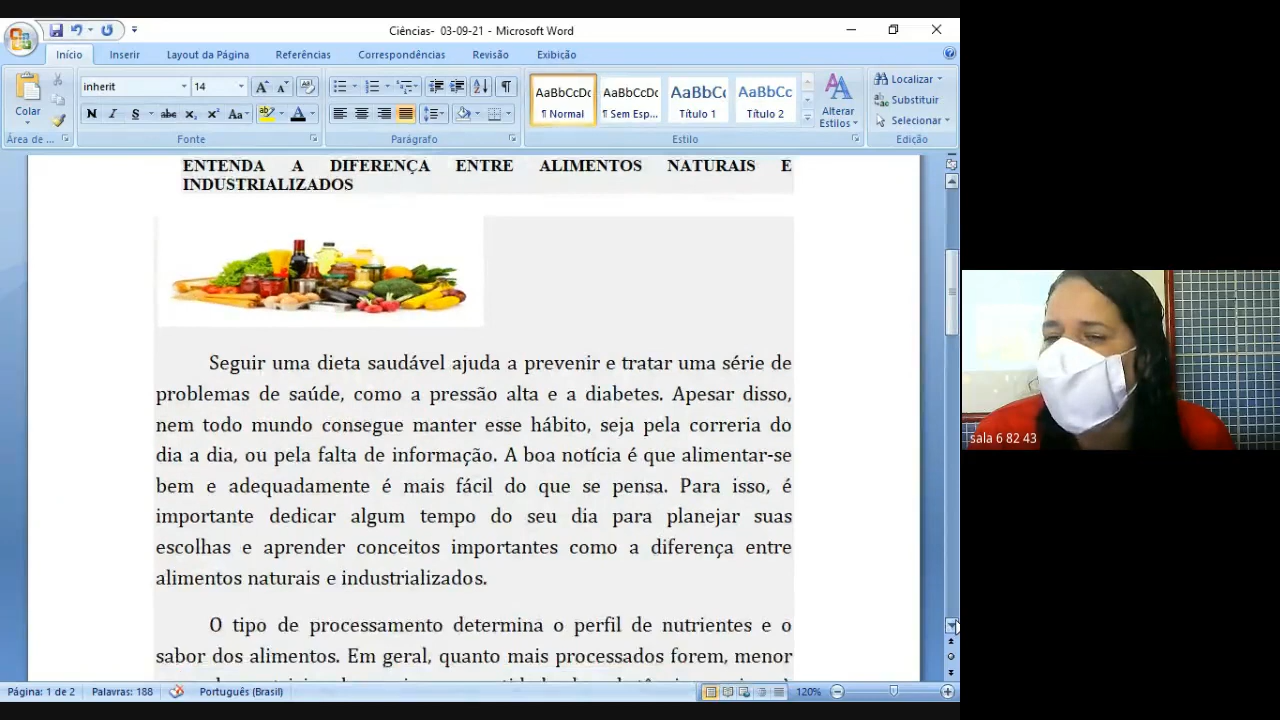 Ciências-  03-09-21 - Microsoft Word
Início Inserir Layout da Página Referências Correspondências Revisão Exibição
inherit 14
Colar
N I S abc x₂ x² Aa ab A
AaBbCcDc AaBbCcDc AaBbC AaBbCc
¶ Normal ¶ Sem Esp... Título 1 Título 2
Alterar Estilos
Localizar
Substituir
Selecionar
Área de ... Fonte Parágrafo Estilo Edição
ENTENDA A DIFERENÇA ENTRE ALIMENTOS NATURAIS E
INDUSTRIALIZADOS
Seguir uma dieta saudável ajuda a prevenir e tratar uma série de
problemas de saúde, como a pressão alta e a diabetes. Apesar disso,
nem todo mundo consegue manter esse hábito, seja pela correria do
dia a dia, ou pela falta de informação. A boa notícia é que alimentar-se
bem e adequadamente é mais fácil do que se pensa. Para isso, é
importante dedicar algum tempo do seu dia para planejar suas
escolhas e aprender conceitos importantes como a diferença entre
alimentos naturais e industrializados.
O tipo de processamento determina o perfil de nutrientes e o
sabor dos alimentos. Em geral, quanto mais processados forem, menor
Página: 1 de 2 Palavras: 188 Português (Brasil) 120%
sala 6 82 43